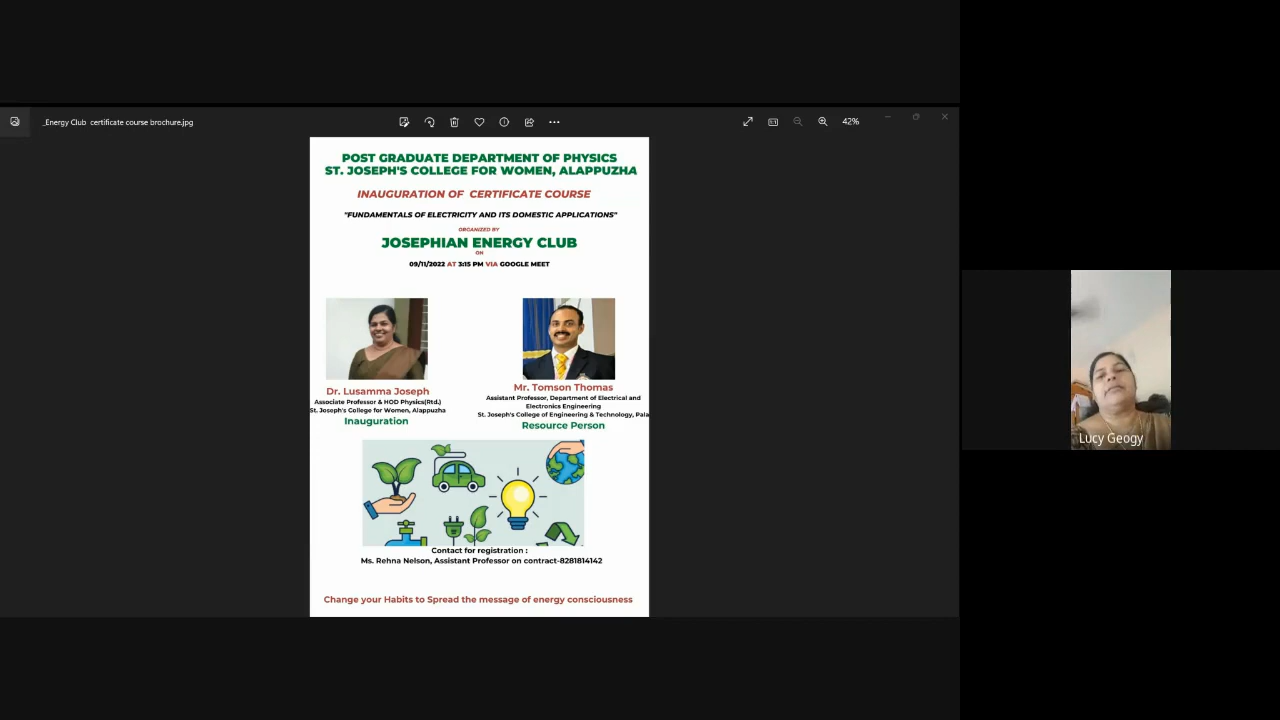 _Energy Club certificate course brochure.jpg
42%
POST GRADUATE DEPARTMENT OF PHYSICS
ST. JOSEPH'S COLLEGE FOR WOMEN, ALAPPUZHA
INAUGURATION OF CERTIFICATE COURSE
"FUNDAMENTALS OF ELECTRICITY AND ITS DOMESTIC APPLICATIONS"
ORGANIZED BY
JOSEPHIAN ENERGY CLUB
ON
09/11/2022 AT 3:15 PM VIA GOOGLE MEET
Dr. Lusamma Joseph
Associate Professor & HOD Physics(Rtd.)
St. Joseph's College for Women, Alappuzha
Inauguration
Mr. Tomson Thomas
Assistant Professor, Department of Electrical and
Electronics Engineering
St. Joseph's College of Engineering & Technology, Pala
Resource Person
Contact for registration :
Ms. Rehna Nelson, Assistant Professor on contract-8281814142
Change your Habits to Spread the message of energy consciousness
Lucy Geogy